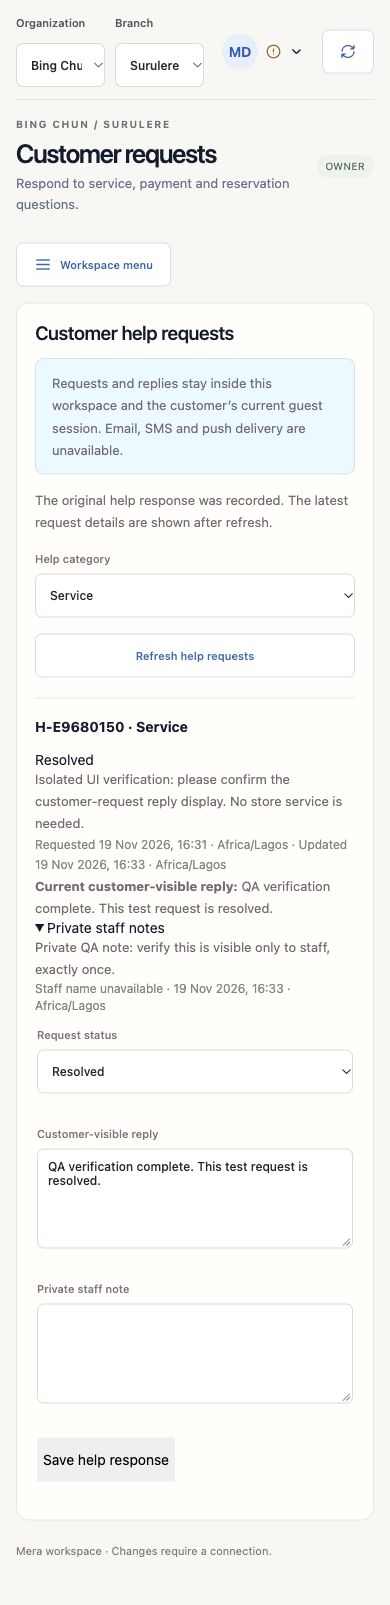 Organization
Branch
Bing Chu
Surulere
MD
BING CHUN / SURULERE
Customer requests
Respond to service, payment and reservation
questions.
OWNER
Workspace menu
Customer help requests
Requests and replies stay inside this
workspace and the customer's current guest
session. Email, SMS and push delivery are
unavailable.
The original help response was recorded. The latest
request details are shown after refresh.
Help category
Service
Refresh help requests
H-E9680150 · Service
Resolved
Isolated UI verification: please confirm the
customer-request reply display. No store service is
needed.
Requested 19 Nov 2026, 16:31 · Africa/Lagos · Updated
19 Nov 2026, 16:33 · Africa/Lagos
Current customer-visible reply: QA verification
complete. This test request is resolved.
Private staff notes
Private QA note: verify this is visible only to staff,
exactly once.
Staff name unavailable · 19 Nov 2026, 16:33 ·
Africa/Lagos
Request status
Resolved
Customer-visible reply
QA verification complete. This test request is
resolved.
Private staff note
Save help response
Mera workspace · Changes require a connection.